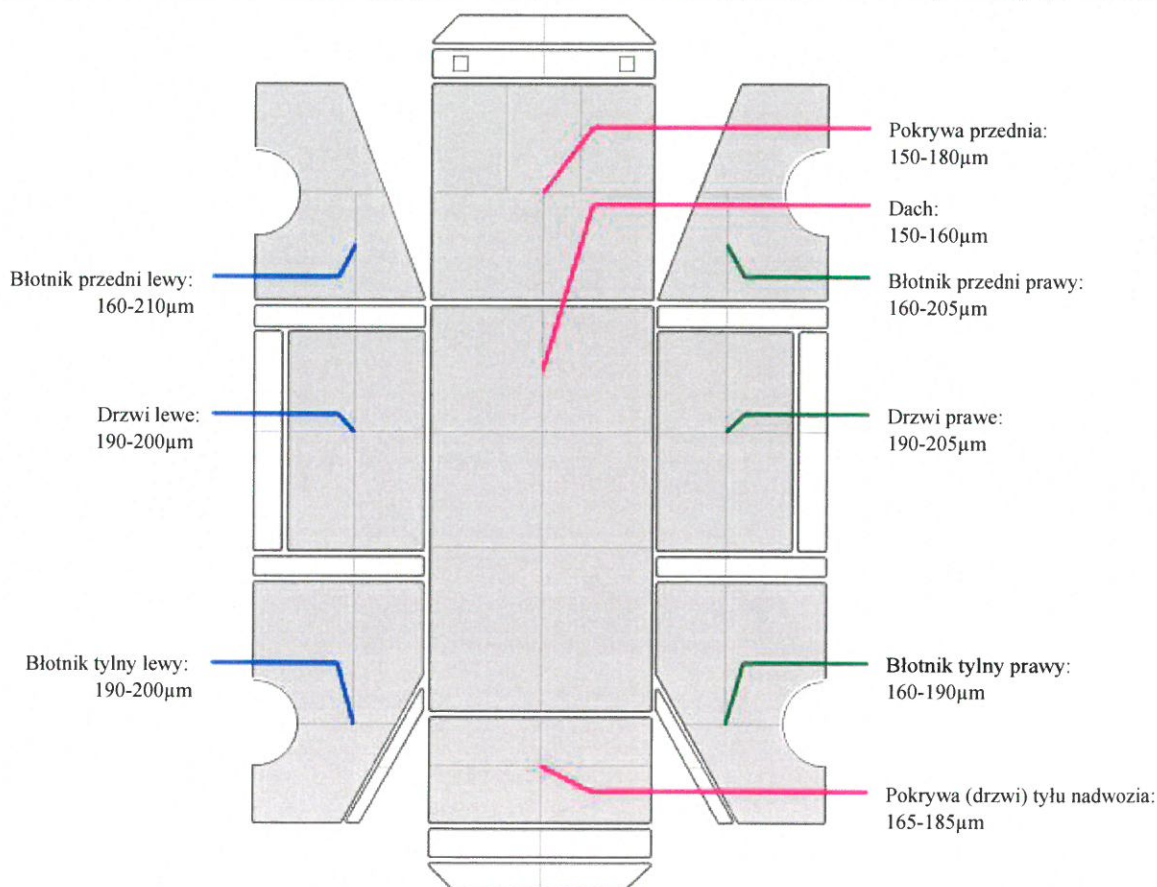 Pokrywa przednia:
150-180µm
Dach:
150-160µm
Błotnik przedni lewy:
160-210µm
Błotnik przedni prawy:
160-205µm
Drzwi lewe:
190-200µm
Drzwi prawe:
190-205µm
Błotnik tylny lewy:
190-200µm
Błotnik tylny prawy:
160-190µm
Pokrywa (drzwi) tyłu nadwozia:
165-185µm